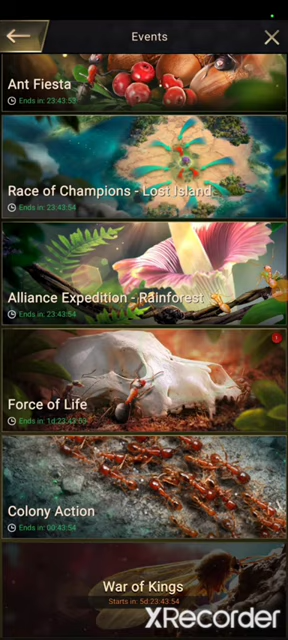 Events
Ant Fiesta
Ends in: 23:43:53
Race of Champions - Lost Island
Ends in: 23:43:54
Alliance Expedition - Rainforest
Ends in: 23:43:54
Force of Life
Ends in: 1d 23:43:53
Colony Action
Ends in: 00:43:54
War of Kings
Starts in: 5d 23:43:54
XRecorder